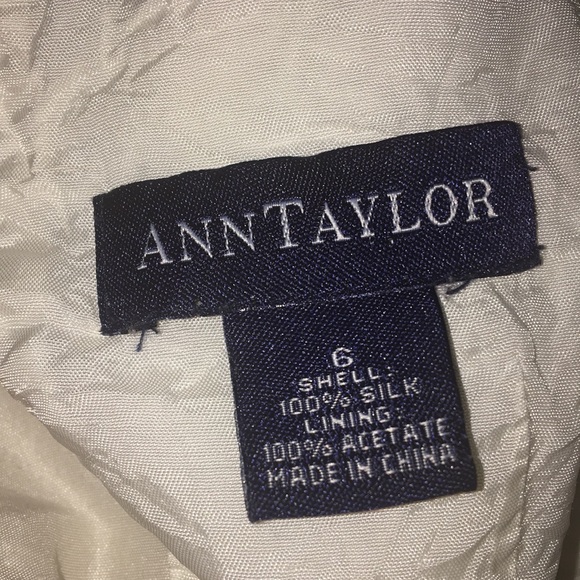 ANNTAYLOR
6
SHELL:
100% SILK
LINING:
100% ACETATE
MADE IN CHINA